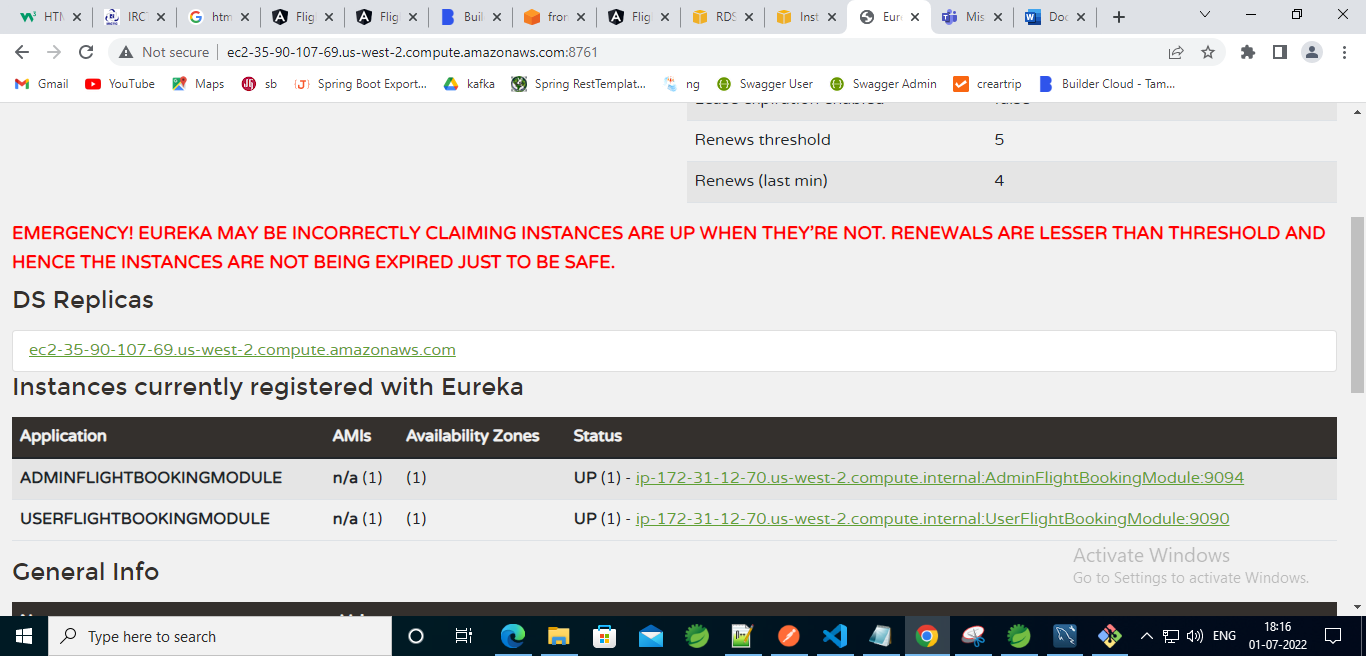 HTM
IRC
htm
Flig
Flig
Buil
fron
Flig
RDS
Inst
Eur
Mis
Doc
Not secure
ec2-35-90-107-69.us-west-2.compute.amazonaws.com:8761
Gmail
YouTube
Maps
sb
Spring Boot Export...
kafka
Spring RestTemplat...
ng
Swagger User
Swagger Admin
creartrip
Builder Cloud - Tam...
Lease expiration enabled false
Renews threshold 5
Renews (last min) 4
EMERGENCY! EUREKA MAY BE INCORRECTLY CLAIMING INSTANCES ARE UP WHEN THEY'RE NOT. RENEWALS ARE LESSER THAN THRESHOLD AND
HENCE THE INSTANCES ARE NOT BEING EXPIRED JUST TO BE SAFE.
DS Replicas
ec2-35-90-107-69.us-west-2.compute.amazonaws.com
Instances currently registered with Eureka
Application AMIs Availability Zones Status
ADMINFLIGHTBOOKINGMODULE n/a (1) (1) UP (1) - ip-172-31-12-70.us-west-2.compute.internal:AdminFlightBookingModule:9094
USERFLIGHTBOOKINGMODULE n/a (1) (1) UP (1) - ip-172-31-12-70.us-west-2.compute.internal:UserFlightBookingModule:9090
General Info
Activate Windows
Go to Settings to activate Windows.
Type here to search
ENG
18:16
01-07-2022